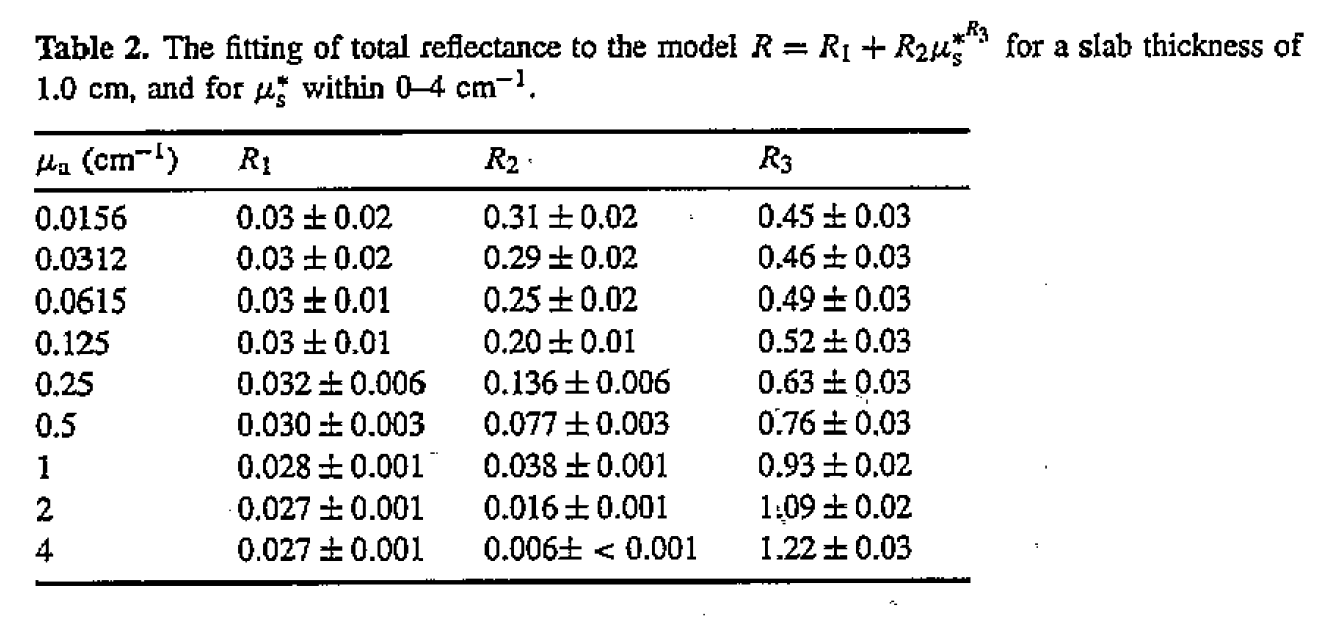 Table 2. The fitting of total reflectance to the model R = R₁ + R₂μₛ*^R₃ for a slab thickness of
1.0 cm, and for μₛ* within 0–4 cm⁻¹.
μₐ (cm⁻¹) R₁ R₂ R₃
0.0156 0.03 ± 0.02 0.31 ± 0.02 0.45 ± 0.03
0.0312 0.03 ± 0.02 0.29 ± 0.02 0.46 ± 0.03
0.0615 0.03 ± 0.01 0.25 ± 0.02 0.49 ± 0.03
0.125 0.03 ± 0.01 0.20 ± 0.01 0.52 ± 0.03
0.25 0.032 ± 0.006 0.136 ± 0.006 0.63 ± 0.03
0.5 0.030 ± 0.003 0.077 ± 0.003 0.76 ± 0.03
1 0.028 ± 0.001 0.038 ± 0.001 0.93 ± 0.02
2 0.027 ± 0.001 0.016 ± 0.001 1.09 ± 0.02
4 0.027 ± 0.001 0.006± < 0.001 1.22 ± 0.03